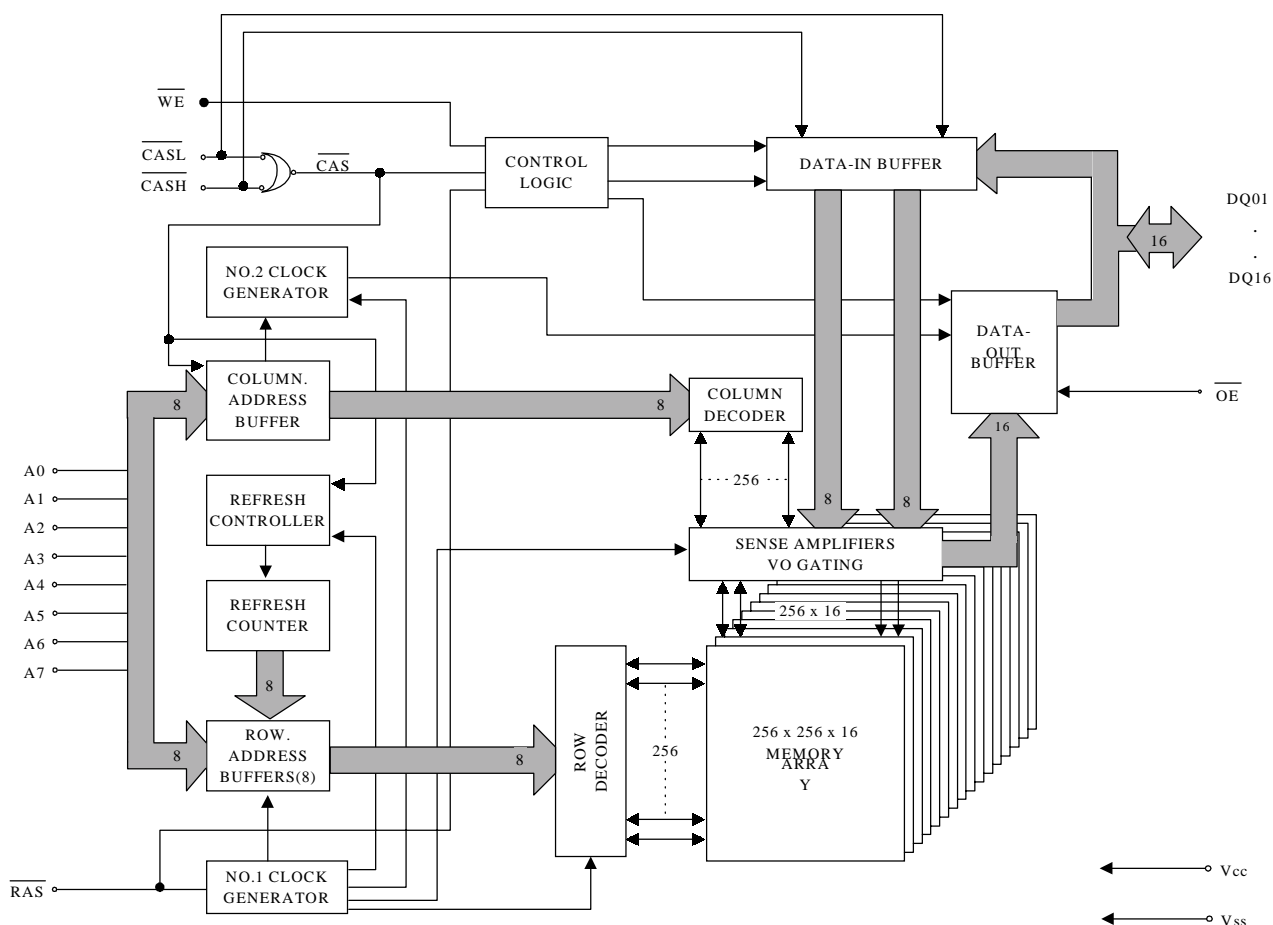 WE
CASL
CASH
CAS
CONTROL
LOGIC
DATA-IN BUFFER
DQ01
.
.
DQ16
16
NO.2 CLOCK
GENERATOR
DATA-
OUT
BUFFER
OE
COLUMN.
ADDRESS
BUFFER
8
8
COLUMN
DECODER
16
A0
A1
A2
A3
A4
A5
A6
A7
REFRESH
CONTROLLER
256
8
8
SENSE AMPLIFIERS
VO GATING
REFRESH
COUNTER
256 x 16
8
ROW.
ADDRESS
BUFFERS(8)
8
8
ROW
DECODER
256
256 x 256 x 16
MEMORY
ARRA
Y
RAS
NO.1 CLOCK
GENERATOR
Vcc
Vss